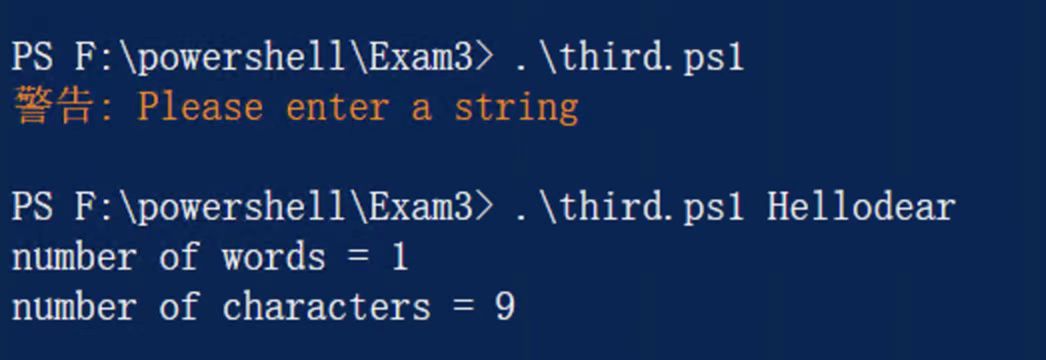 PS F:\powershell\Exam3> .\third.ps1
警告: Please enter a string
PS F:\powershell\Exam3> .\third.ps1 Hellodear
number of words = 1
number of characters = 9